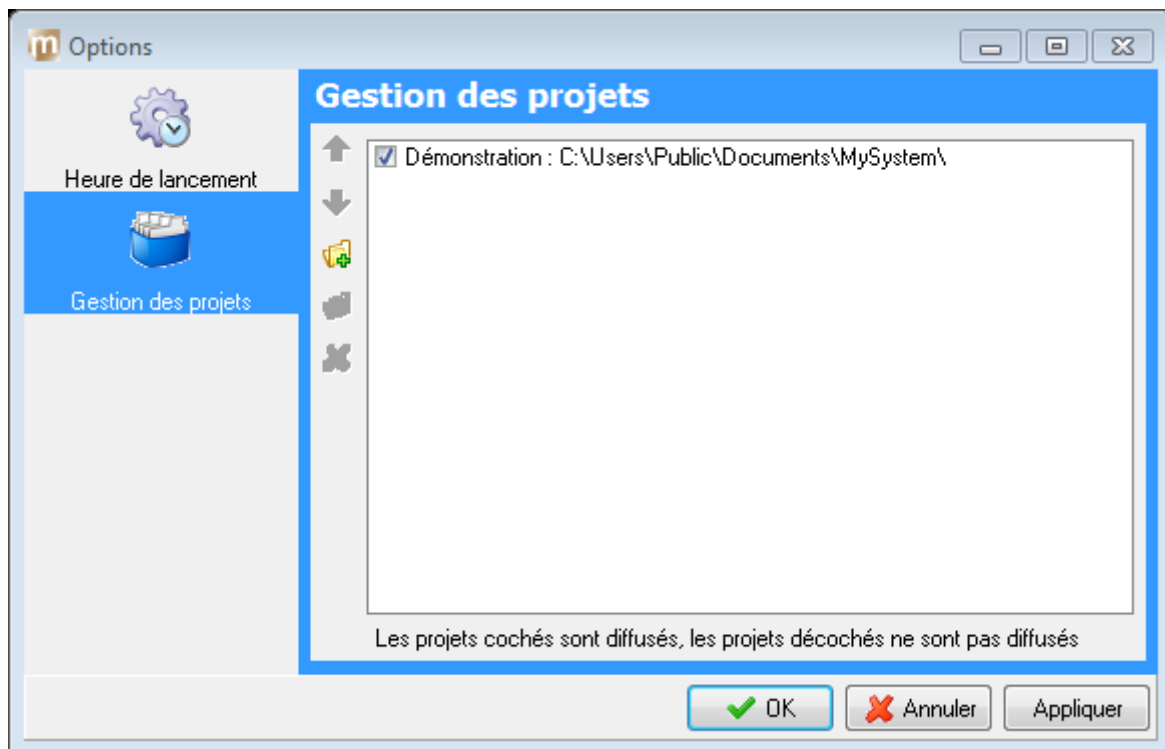 Options
Heure de lancement
Gestion des projets
Gestion des projets
Démonstration : C:\Users\Public\Documents\MySystem\
Les projets cochés sont diffusés, les projets décochés ne sont pas diffusés
OK
Annuler
Appliquer